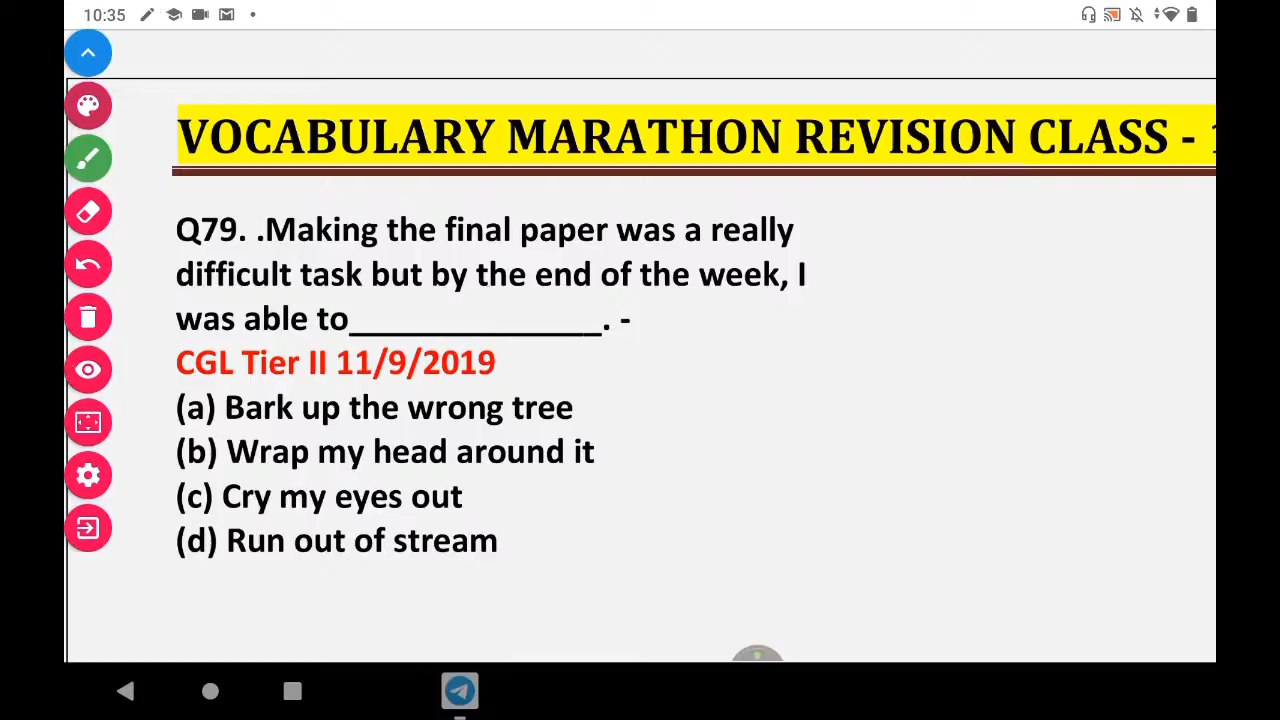 10:35
VOCABULARY MARATHON REVISION CLASS -
Q79. .Making the final paper was a really
difficult task but by the end of the week, I
was able to_______________. -
CGL Tier II 11/9/2019
(a) Bark up the wrong tree
(b) Wrap my head around it
(c) Cry my eyes out
(d) Run out of stream